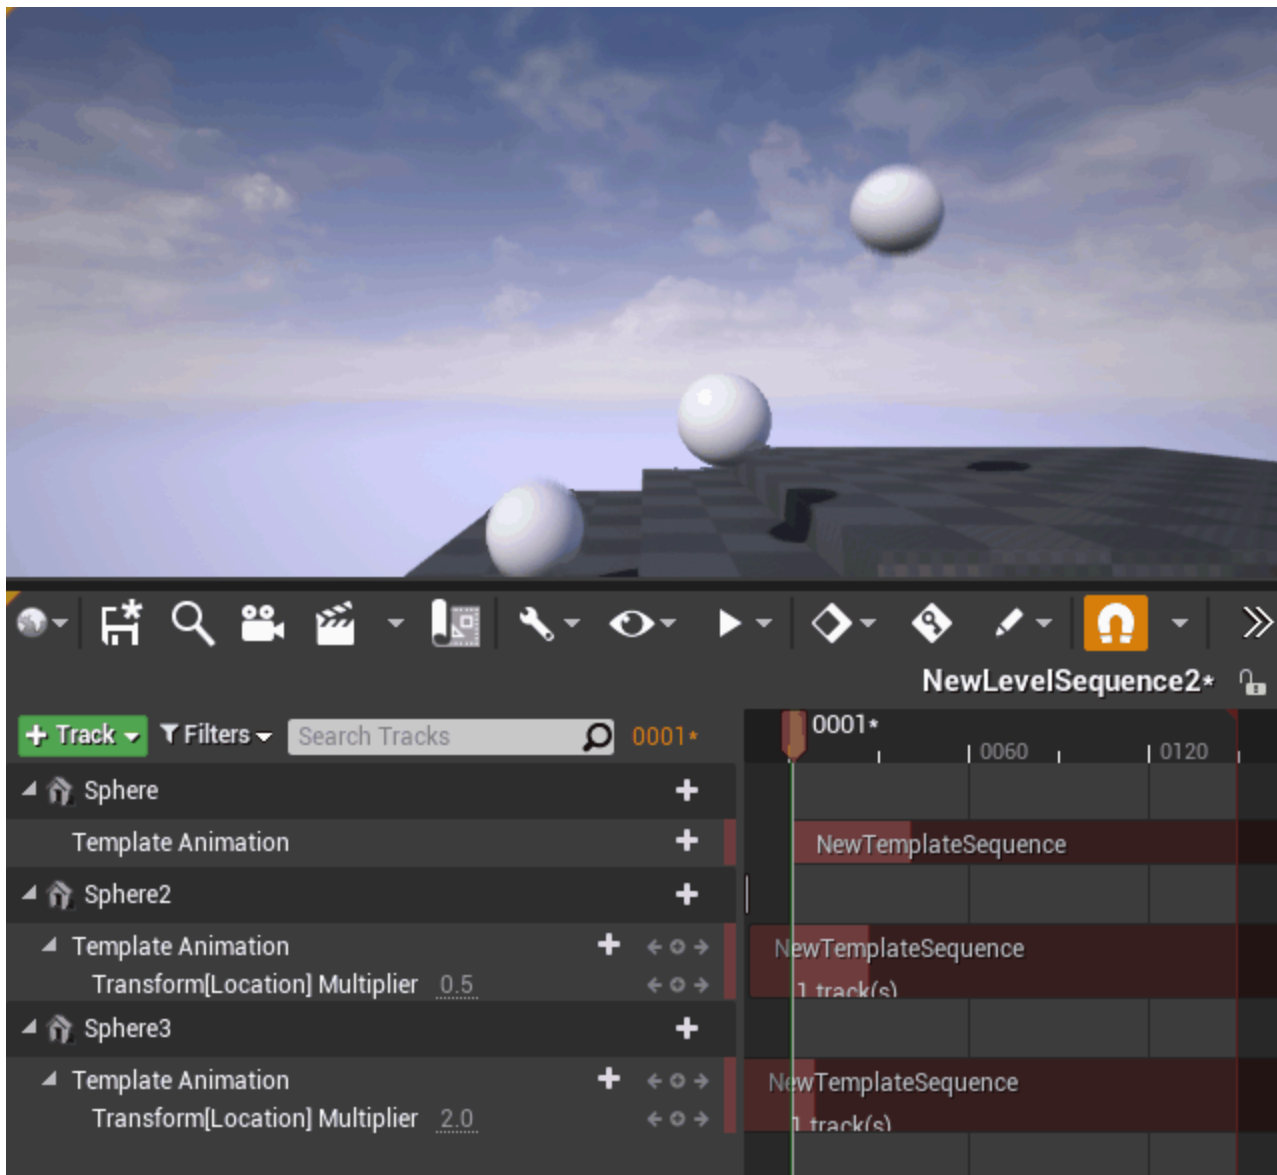 NewLevelSequence2*
+ Track Filters Search Tracks 0001* 0001*
0060 0120
Sphere
Template Animation NewTemplateSequence
Sphere2
Template Animation NewTemplateSequence
Transform[Location] Multiplier 0.5 1 track(s)
Sphere3
Template Animation NewTemplateSequence
Transform[Location] Multiplier 2.0 1 track(s)